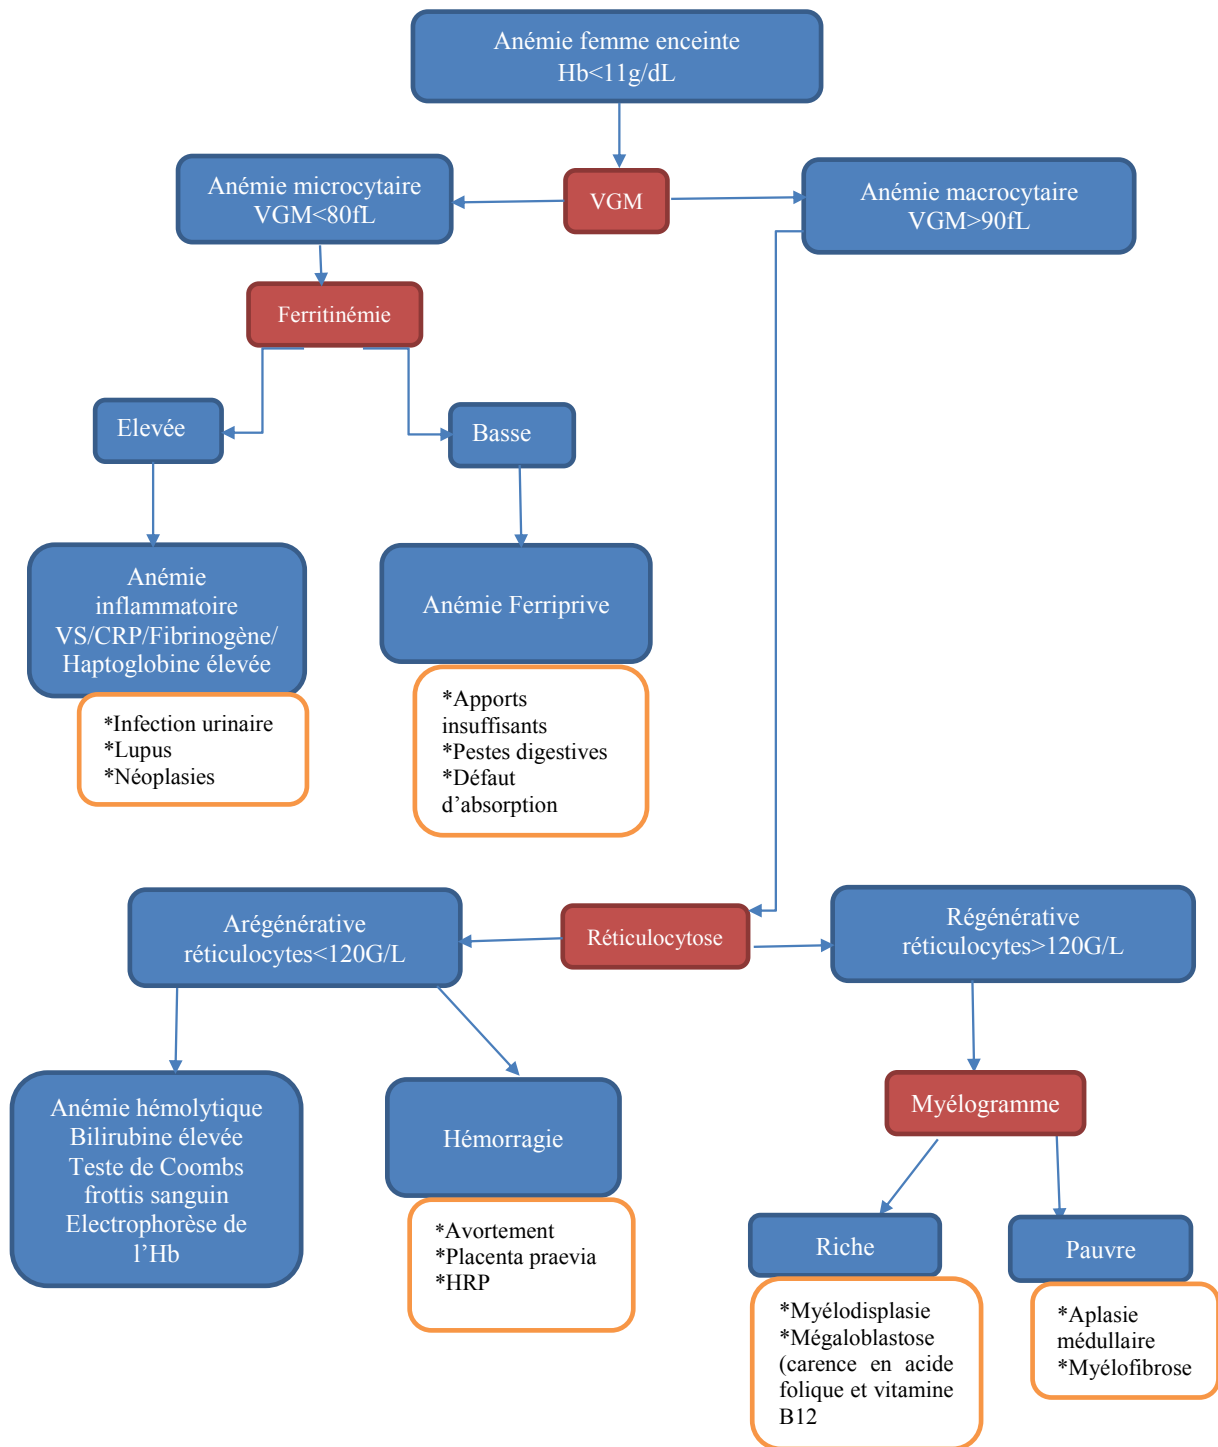 Anémie femme enceinte
Hb<11g/dL
Anémie microcytaire
VGM<80fL
VGM
Anémie macrocytaire
VGM>90fL
Ferritinémie
Elevée
Basse
Anémie
inflammatoire
VS/CRP/Fibrinogène/
Haptoglobine élevée
Anémie Ferriprive
*Infection urinaire
*Lupus
*Néoplasies
*Apports
insuffisants
*Pestes digestives
*Défaut
d’absorption
Arégénérative
réticulocytes<120G/L
Réticulocytose
Régénérative
réticulocytes>120G/L
Anémie hémolytique
Bilirubine élevée
Teste de Coombs
frottis sanguin
Electrophorèse de
l’Hb
Hémorragie
*Avortement
*Placenta praevia
*HRP
Myélogramme
Riche
Pauvre
*Myélodisplasie
*Mégaloblastose
(carence en acide
folique et vitamine
B12
*Aplasie
médullaire
*Myélofibrose